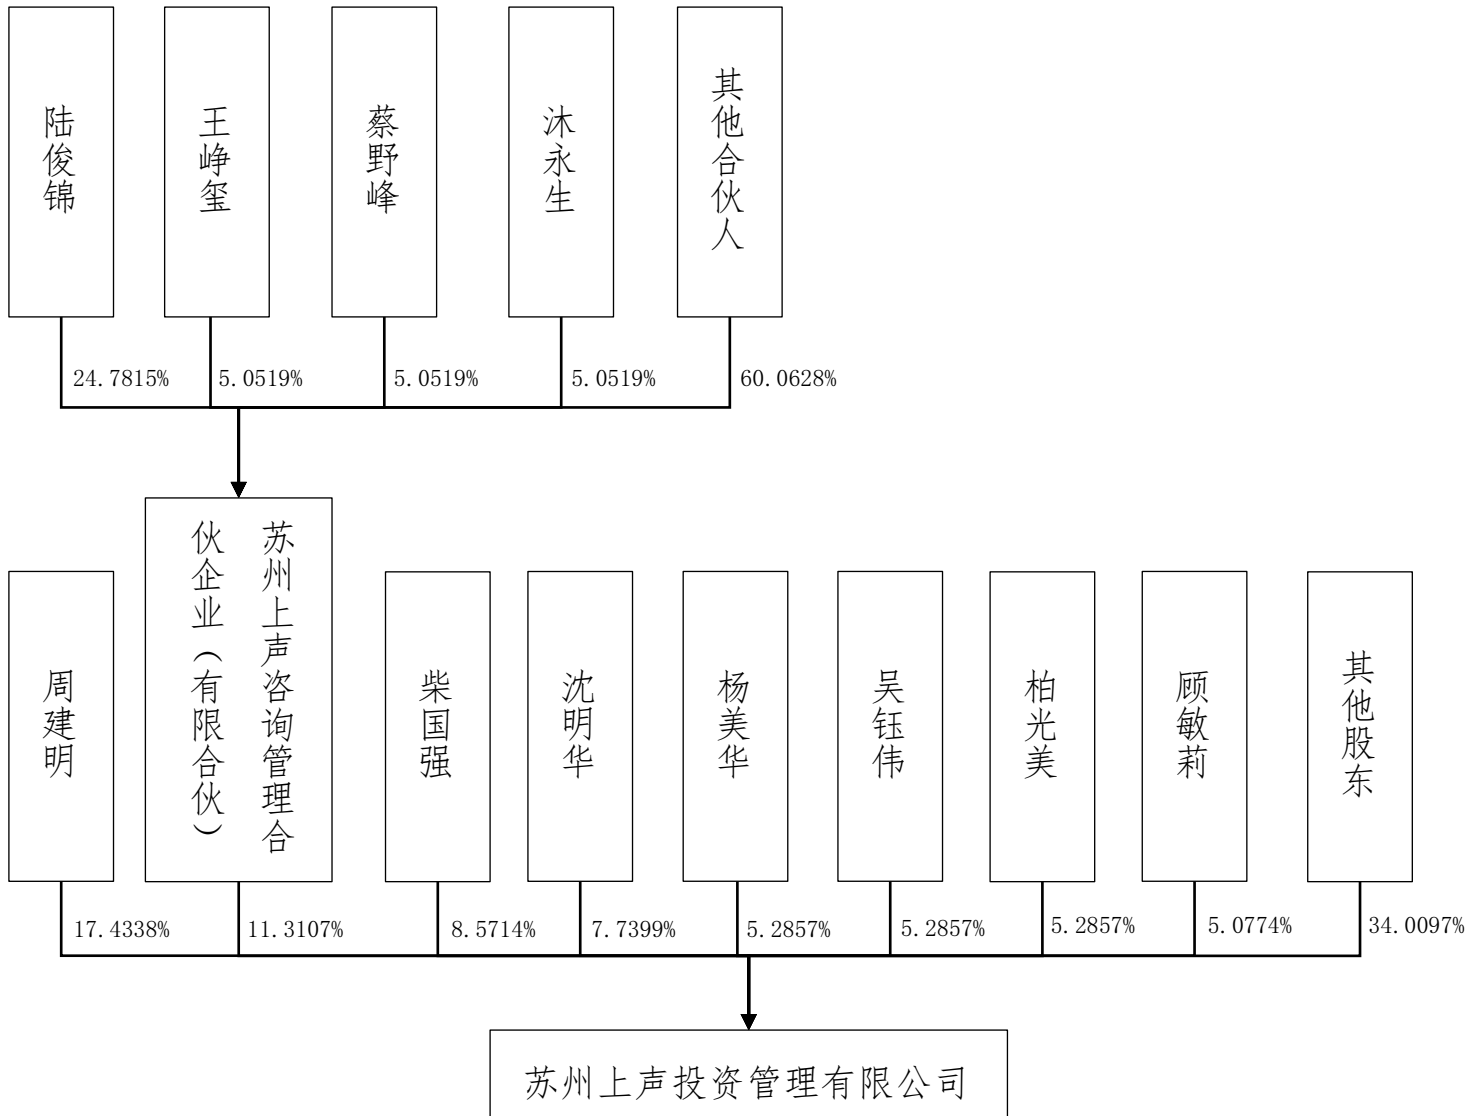 陆俊锦
王峥玺
蔡野峰
沐永生
其他合伙人
24.7815%
5.0519%
5.0519%
5.0519%
60.0628%
周建明
苏州上声咨询管理合
伙企业（有限合伙）
柴国强
沈明华
杨美华
吴钰伟
柏光美
顾敏莉
其他股东
17.4338%
11.3107%
8.5714%
7.7399%
5.2857%
5.2857%
5.2857%
5.0774%
34.0097%
苏州上声投资管理有限公司